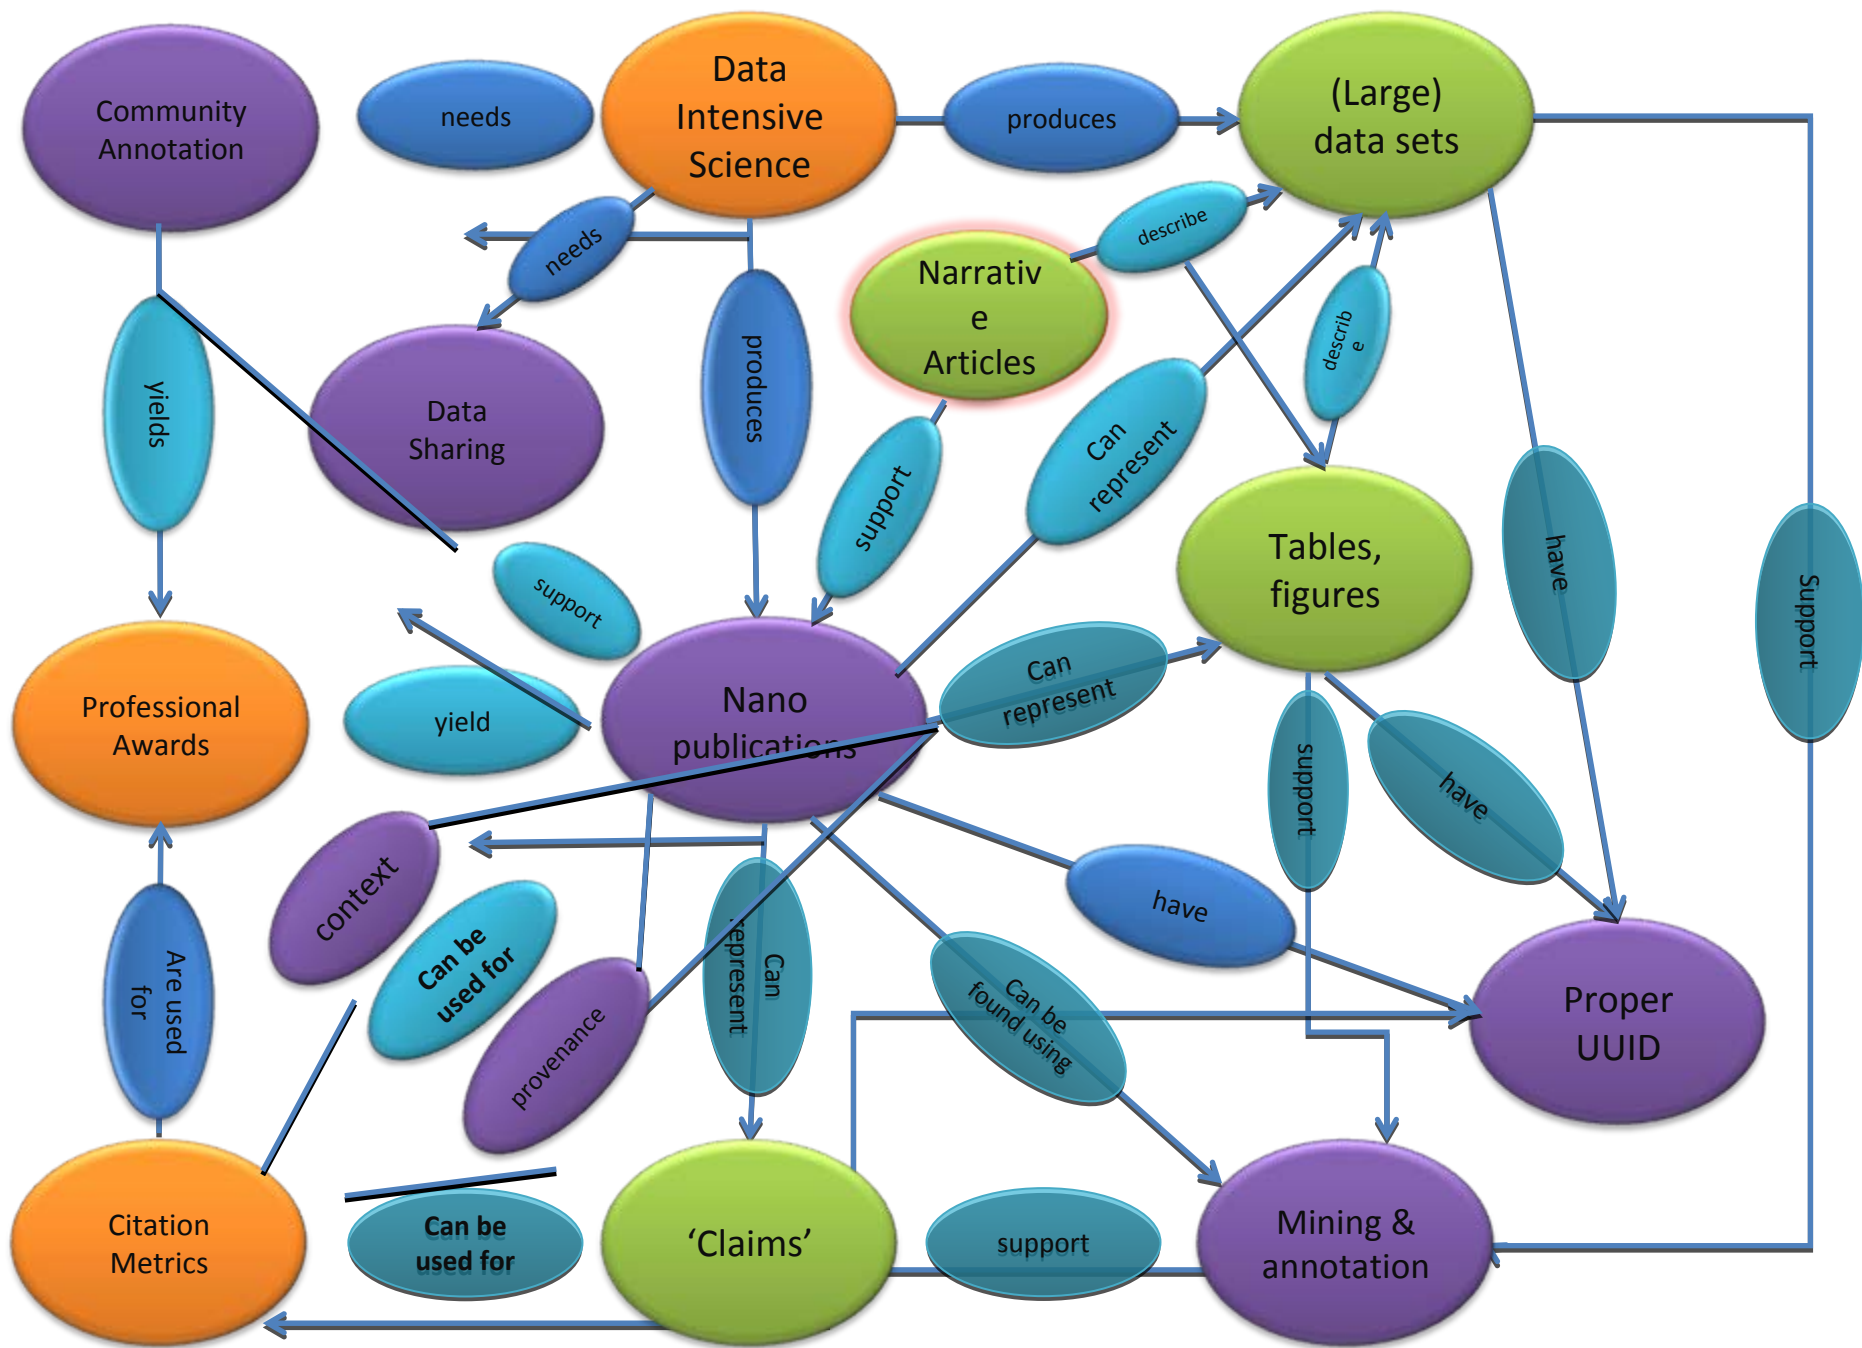 Community
Annotation
needs
Data
Intensive
Science
produces
(Large)
data sets
needs
describe
Narrativ
e
Articles
describ
e
yields
Data
Sharing
produces
support
Can
represent
have
Support
Tables,
figures
support
Professional
Awards
yield
Nano
publications
Can
represent
support
have
context
Can be
used for
provenance
Can
represent
have
Can be
found using
Are used
for
Proper
UUID
Citation
Metrics
Can be
used for
‘Claims’
support
Mining &
annotation